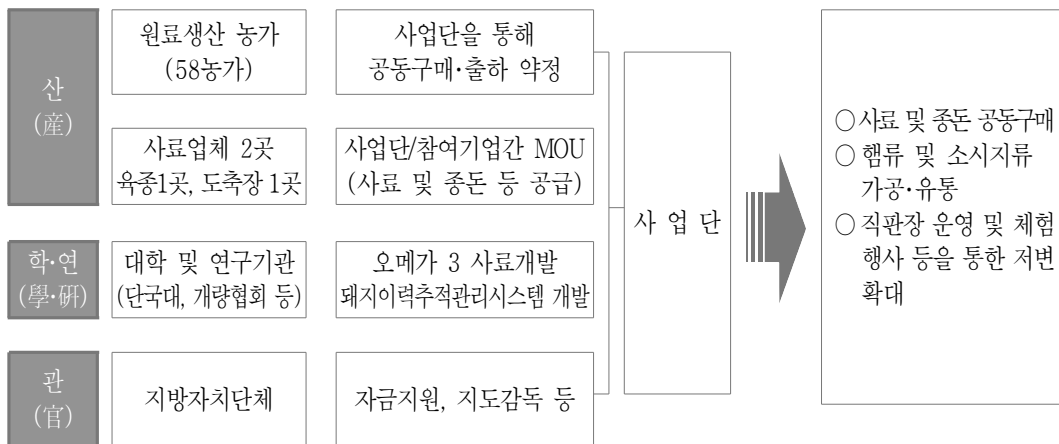 산
(産)
원료생산 농가
(58농가)
사업단을 통해
공동구매·출하 약정
사료업체 2곳
육종1곳, 도축장 1곳
사업단/참여기업간 MOU
(사료 및 종돈 등 공급)
학·연
(學·硏)
대학 및 연구기관
(단국대, 개량협회 등)
오메가 3 사료개발
돼지이력추적관리시스템 개발
관
(官)
지방자치단체
자금지원, 지도감독 등
사 업 단
○사료 및 종돈 공동구매
○ 햄류 및 소시지류
가공·유통
○ 직판장 운영 및 체험
행사 등을 통한 저변
확대